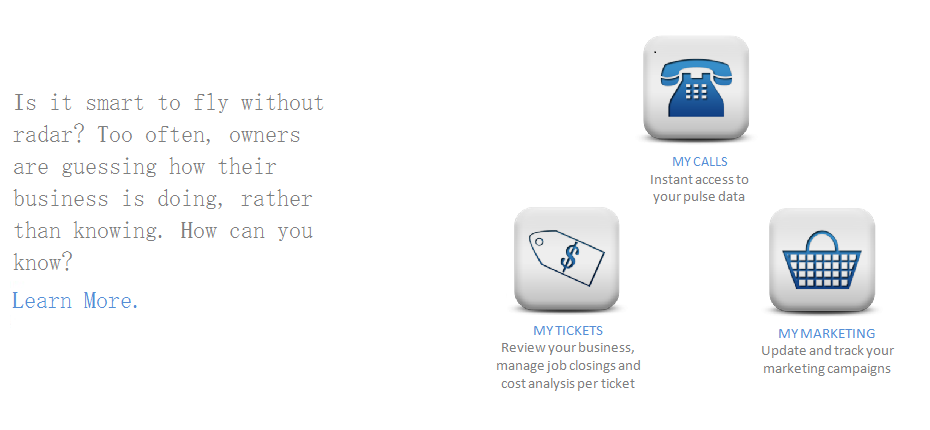 Is it smart to fly without
radar? Too often, owners
are guessing how their
business is doing, rather
than knowing. How can you
know?
Learn More.
MY CALLS
Instant access to
your pulse data
$
MY TICKETS
Review your business,
manage job closings and
cost analysis per ticket
MY MARKETING
Update and track your
marketing campaigns